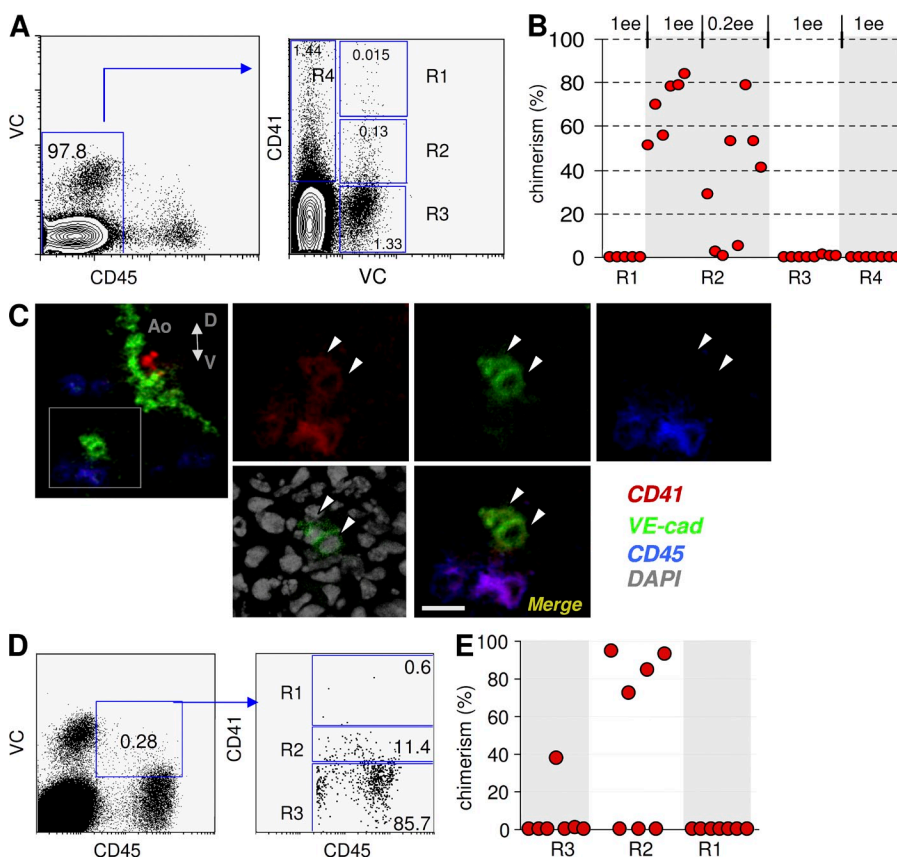 A
VC
97.8
CD45
CD41
1.44
R4
0.015
R1
0.13
R2
R3
1.33
VC
B
1ee 1ee 0.2ee 1ee 1ee
chimerism (%)
100
80
60
40
20
0
R1 R2 R3 R4
C
Ao
D
V
Merge
CD41
VE-cad
CD45
DAPI
D
VC
0.28
CD45
CD41
R1
0.6
R2
11.4
R3
85.7
CD45
E
chimerism (%)
100
80
60
40
20
0
R3 R2 R1